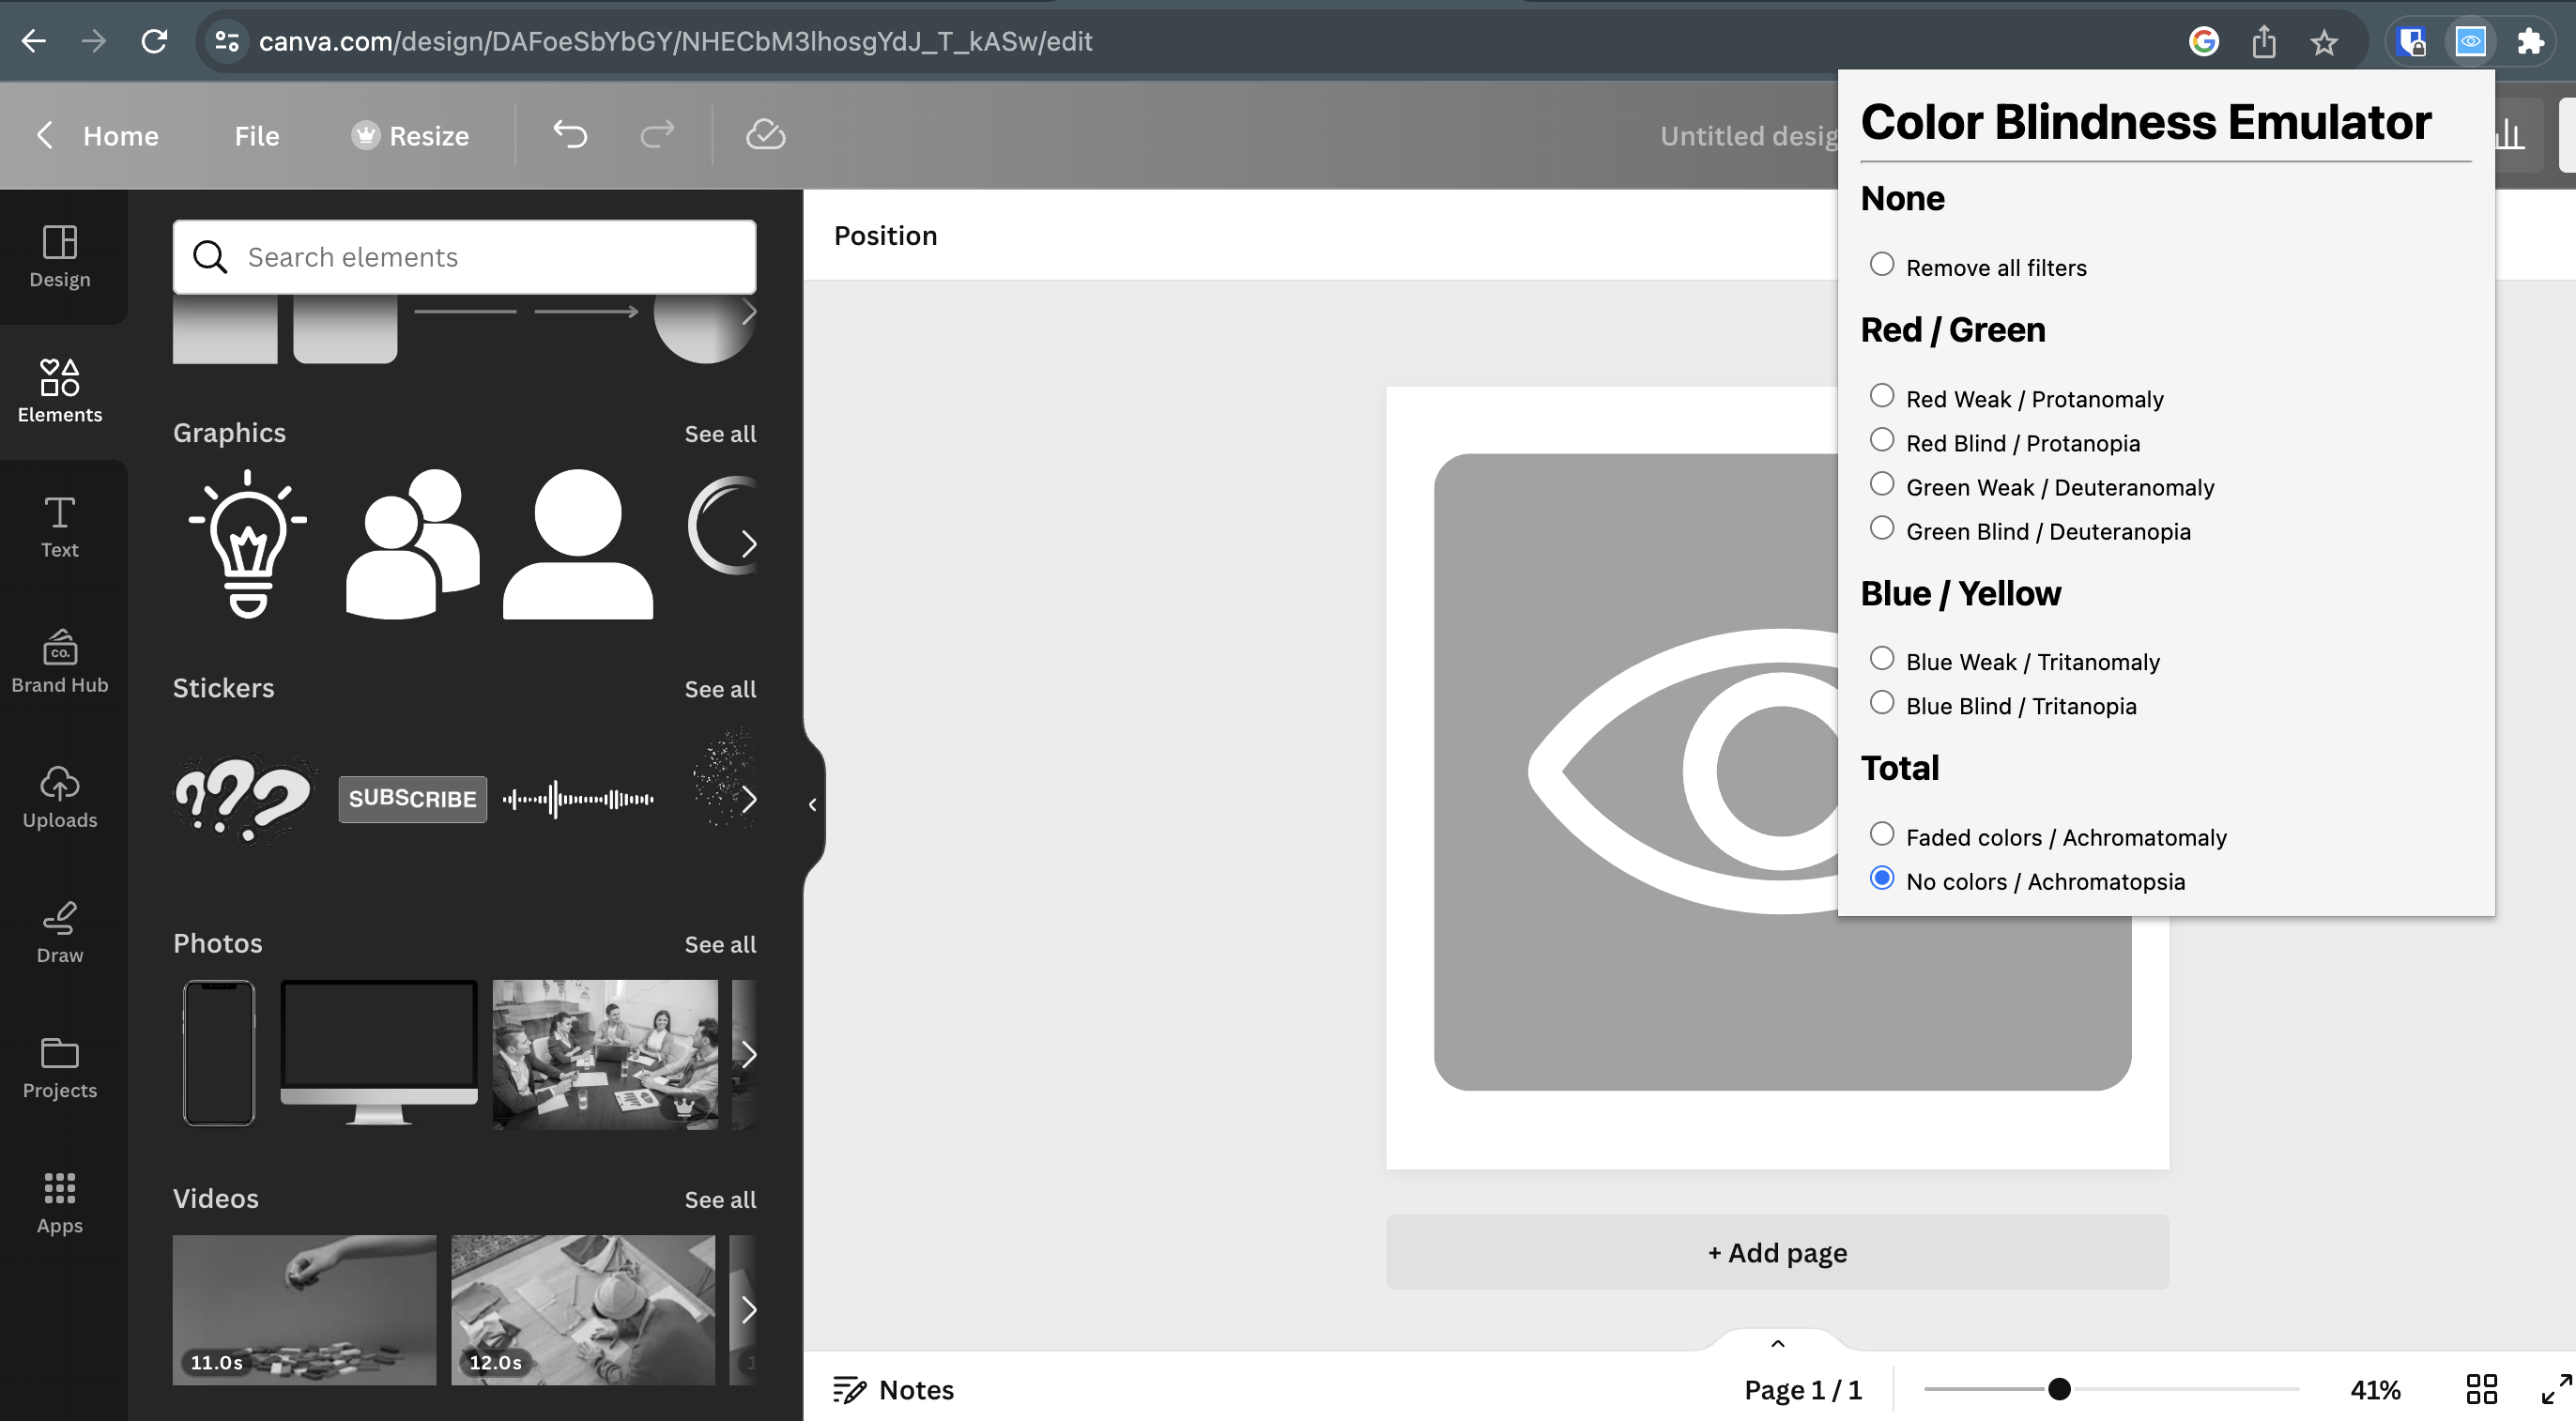 canva.com/design/DAFoeSbYbGY/NHECbM3lhosgYdJ_T_kASw/edit
Home
File
Resize
Untitled desig
Color Blindness Emulator
None
Remove all filters
Red / Green
Red Weak / Protanomaly
Red Blind / Protanopia
Green Weak / Deuteranomaly
Green Blind / Deuteranopia
Blue / Yellow
Blue Weak / Tritanomaly
Blue Blind / Tritanopia
Total
Faded colors / Achromatomaly
No colors / Achromatopsia
Design
Elements
Text
CO.
Brand Hub
Uploads
Draw
Projects
Apps
Search elements
Graphics
See all
Stickers
See all
???
SUBSCRIBE
Photos
See all
Videos
See all
11.0s
12.0s
1
Position
+ Add page
Notes
Page 1 / 1
41%